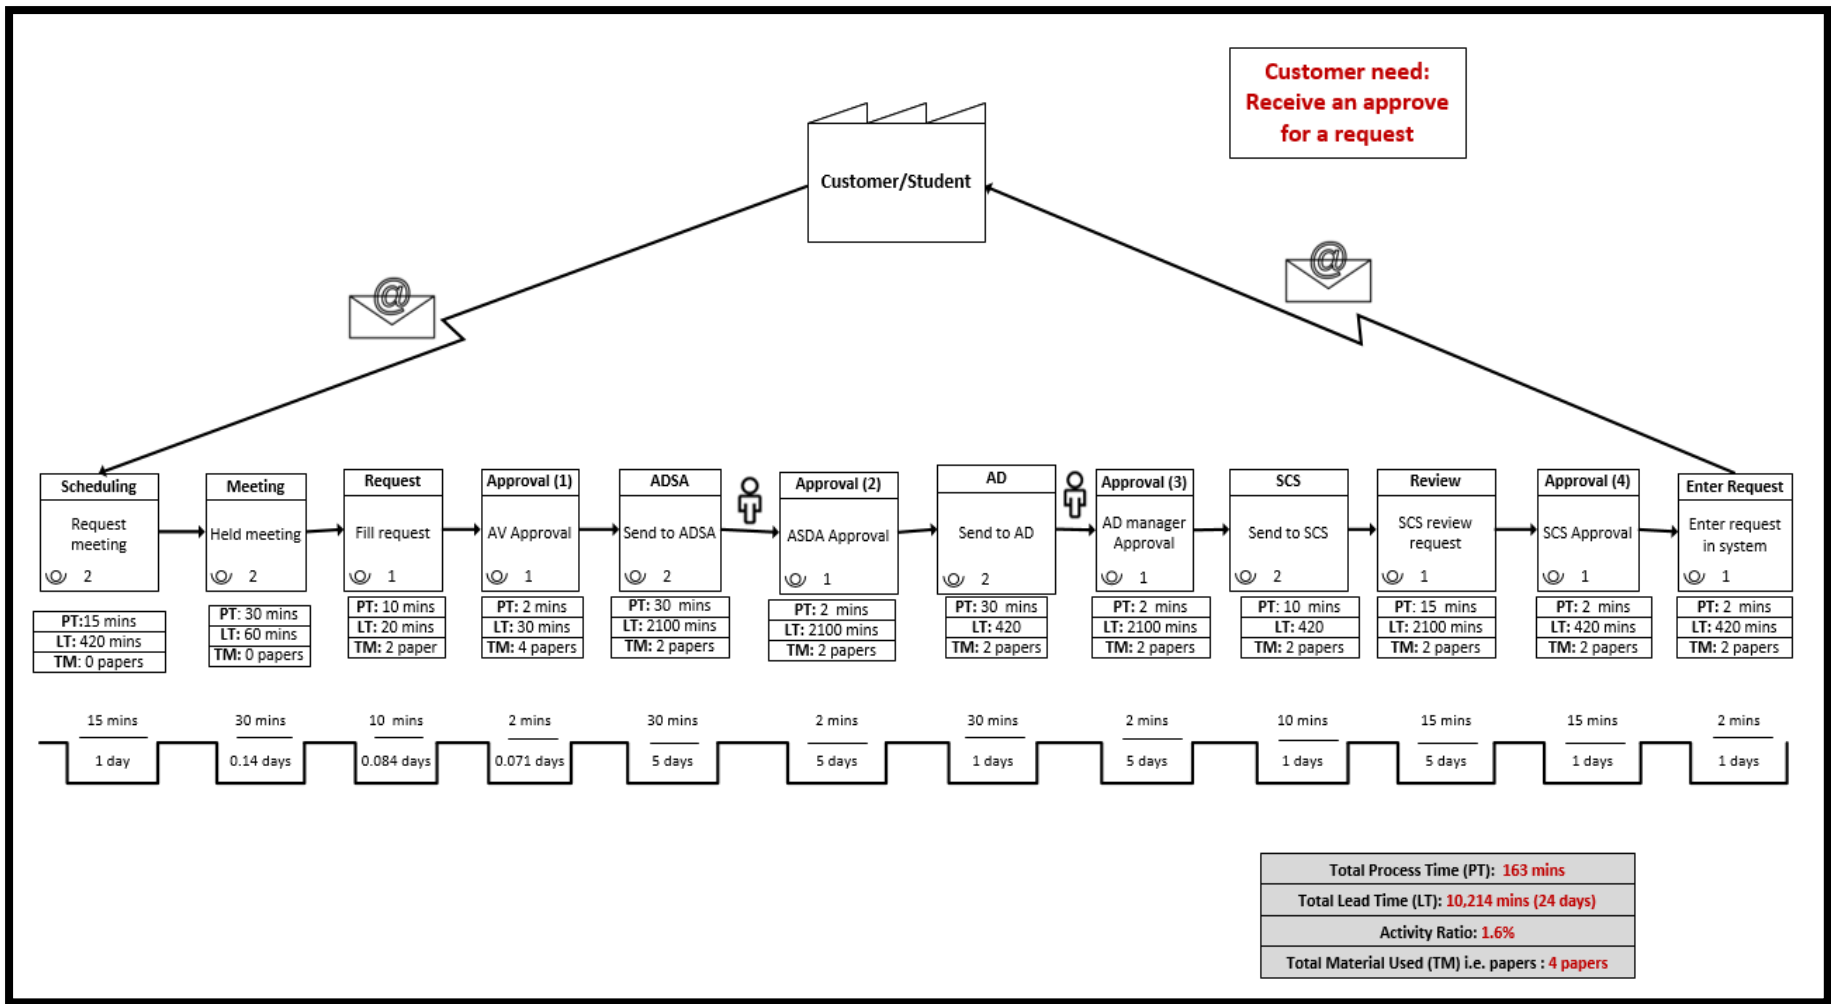 Customer need:
Receive an approve
for a request
Customer/Student
@
@
Scheduling
Request
meeting
2
PT:15 mins
LT: 420 mins
TM: 0 papers
Meeting
Held meeting
2
PT: 30 mins
LT: 60 mins
TM: 0 papers
Request
Fill request
1
PT: 10 mins
LT: 20 mins
TM: 2 paper
Approval (1)
AV Approval
1
PT: 2 mins
LT: 30 mins
TM: 4 papers
ADSA
Send to ADSA
2
PT: 30 mins
LT: 2100 mins
TM: 2 papers
Approval (2)
ASDA Approval
1
PT: 2 mins
LT: 2100 mins
TM: 2 papers
AD
Send to AD
2
PT: 30 mins
LT: 420
TM: 2 papers
Approval (3)
AD manager
Approval
1
PT: 2 mins
LT: 2100 mins
TM: 2 papers
SCS
Send to SCS
2
PT: 10 mins
LT: 420
TM: 2 papers
Review
SCS review
request
1
PT: 15 mins
LT: 2100 mins
TM: 2 papers
Approval (4)
SCS Approval
1
PT: 2 mins
LT: 420 mins
TM: 2 papers
Enter Request
Enter request
in system
1
PT: 2 mins
LT: 420 mins
TM: 2 papers
15 mins
1 day
30 mins
0.14 days
10 mins
0.084 days
2 mins
0.071 days
30 mins
5 days
2 mins
5 days
30 mins
1 days
2 mins
5 days
10 mins
1 days
15 mins
5 days
15 mins
1 days
2 mins
1 days
Total Process Time (PT): 163 mins
Total Lead Time (LT): 10,214 mins (24 days)
Activity Ratio: 1.6%
Total Material Used (TM) i.e. papers : 4 papers